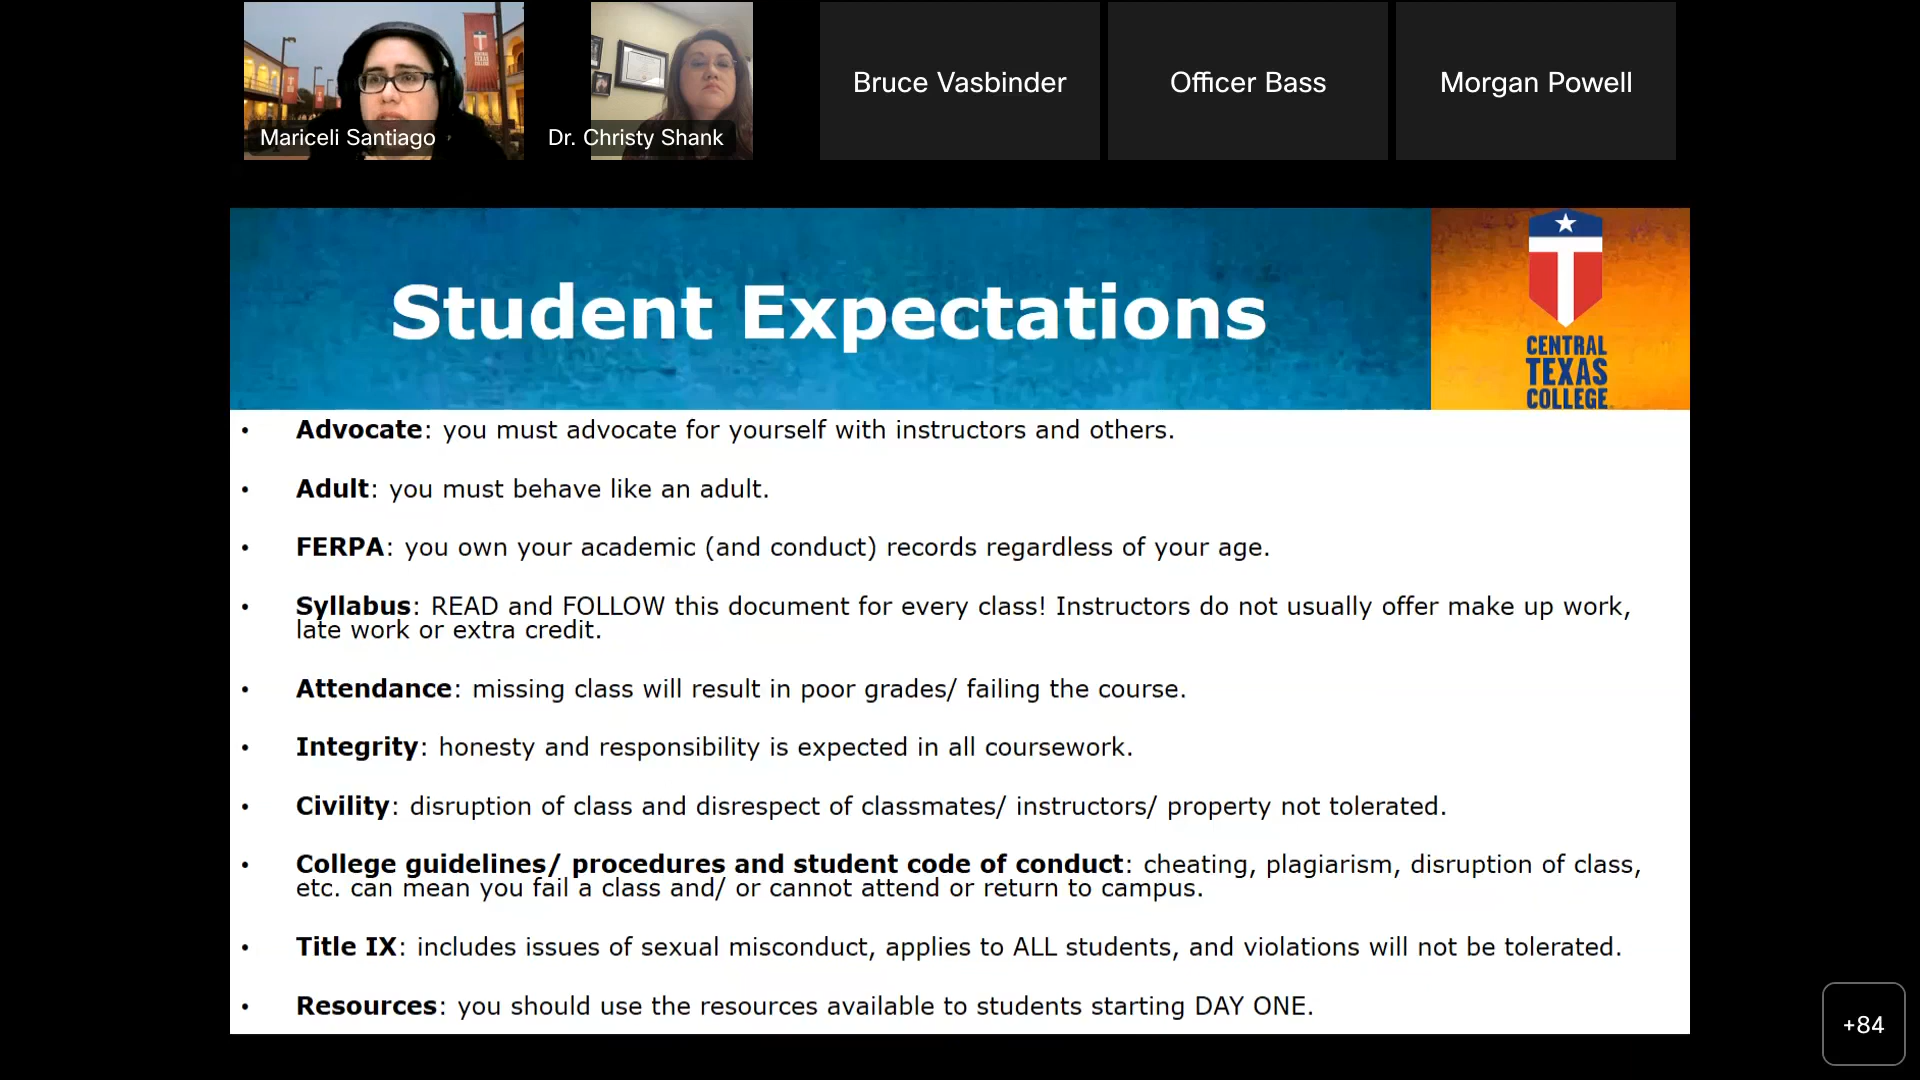 Mariceli Santiago
Dr. Christy Shank
Bruce Vasbinder
Officer Bass
Morgan Powell
Student Expectations
CENTRAL
TEXAS
COLLEGE
• Advocate: you must advocate for yourself with instructors and others.
• Adult: you must behave like an adult.
• FERPA: you own your academic (and conduct) records regardless of your age.
• Syllabus: READ and FOLLOW this document for every class! Instructors do not usually offer make up work,
late work or extra credit.
• Attendance: missing class will result in poor grades/ failing the course.
• Integrity: honesty and responsibility is expected in all coursework.
• Civility: disruption of class and disrespect of classmates/ instructors/ property not tolerated.
• College guidelines/ procedures and student code of conduct: cheating, plagiarism, disruption of class,
etc. can mean you fail a class and/ or cannot attend or return to campus.
• Title IX: includes issues of sexual misconduct, applies to ALL students, and violations will not be tolerated.
• Resources: you should use the resources available to students starting DAY ONE.
+84